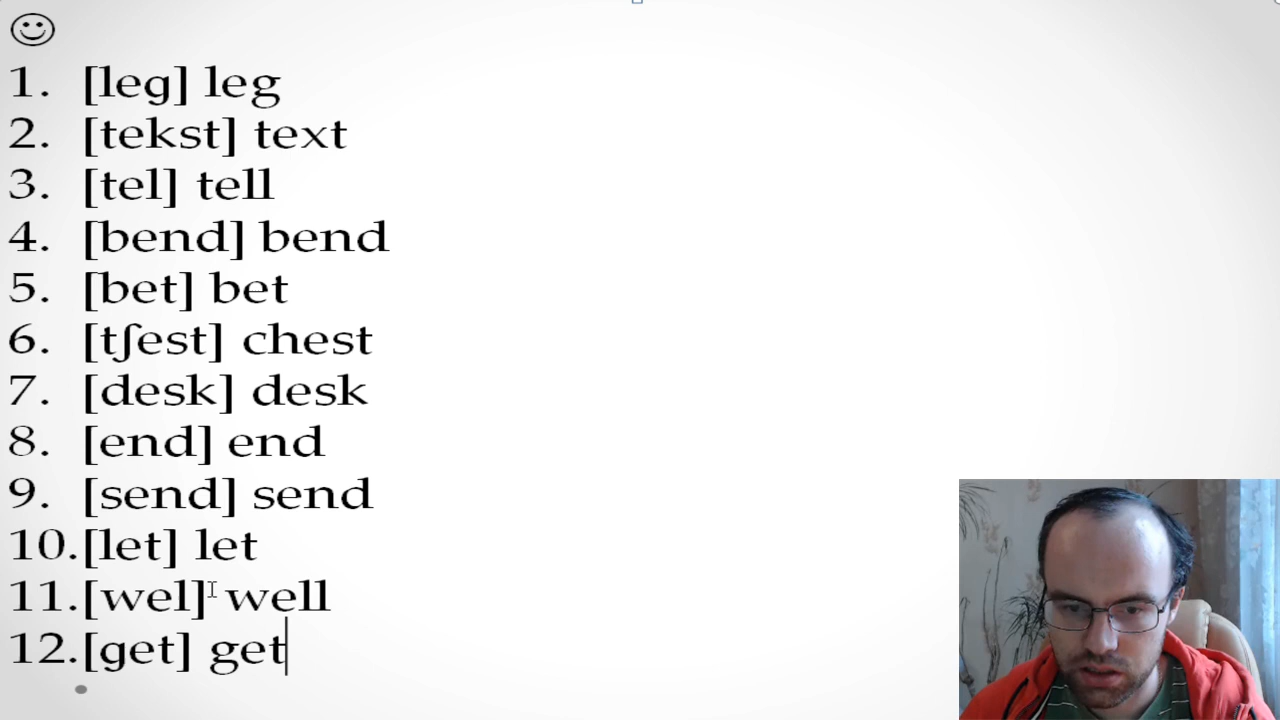 ☺
1. [leg] leg
2. [tekst] text
3. [tel] tell
4. [bend] bend
5. [bet] bet
6. [tʃest] chest
7. [desk] desk
8. [end] end
9. [send] send
10. [let] let
11. [wel] well
12. [get] get